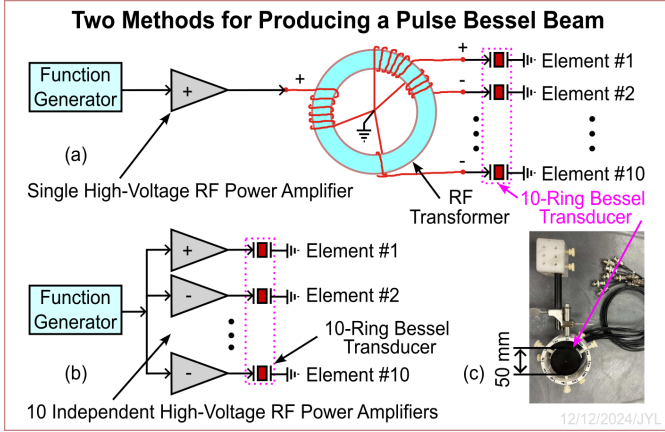 Two Methods for Producing a Pulse Bessel Beam
Function
Generator
+
+
+
-
-
Element #1
Element #2
Element #10
(a)
Single High-Voltage RF Power Amplifier
RF
Transformer
10-Ring Bessel
Transducer
Function
Generator
+
-
-
Element #1
Element #2
Element #10
10-Ring Bessel
Transducer
(b)
10 Independent High-Voltage RF Power Amplifiers
(c)
50 mm
12/12/2024/JYL